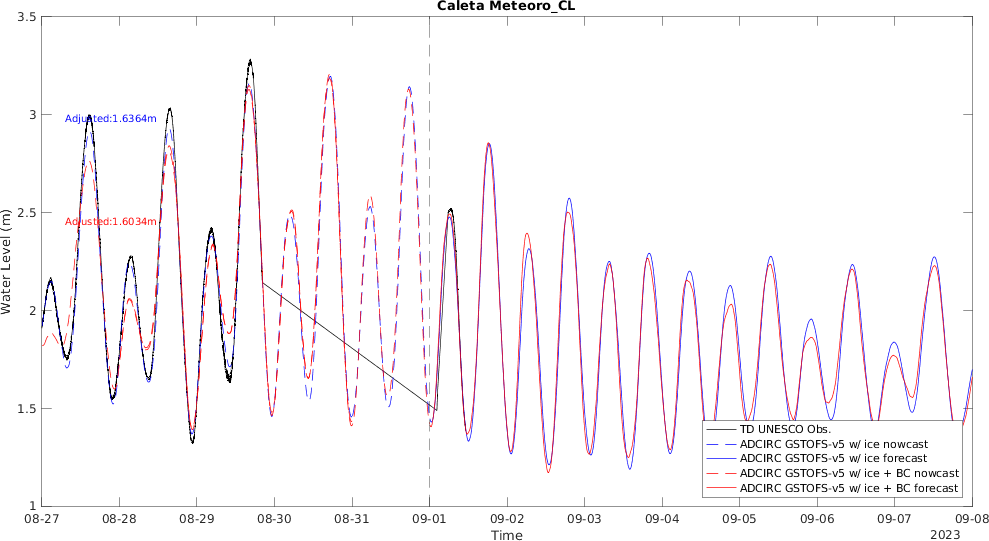 Caleta Meteoro_CL
3.5
3
2.5
2
1.5
1
Water Level (m)
Adjusted:1.6364m
Adjusted:1.6034m
TD UNESCO Obs.
ADCIRC GSTOFS-v5 w/ ice nowcast
ADCIRC GSTOFS-v5 w/ ice forecast
ADCIRC GSTOFS-v5 w/ ice + BC nowcast
ADCIRC GSTOFS-v5 w/ ice + BC forecast
08-27 08-28 08-29 08-30 08-31 09-01 09-02 09-03 09-04 09-05 09-06 09-07 09-08
Time
2023